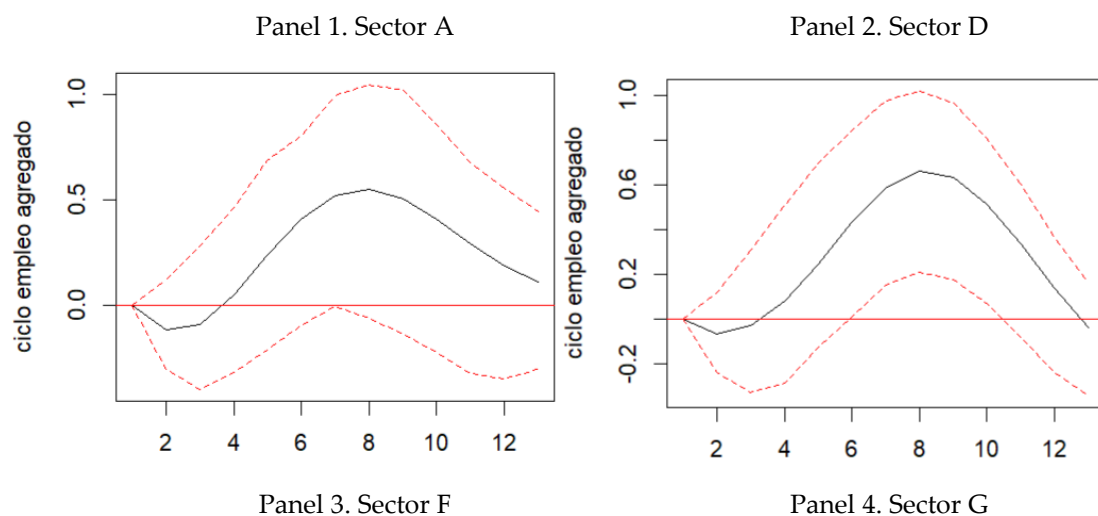 Panel 1. Sector A
Panel 2. Sector D
ciclo empleo agregado
1.0
0.5
0.0
2 4 6 8 10 12
ciclo empleo agregado
1.0
0.6
0.2
-0.2
2 4 6 8 10 12
Panel 3. Sector F
Panel 4. Sector G